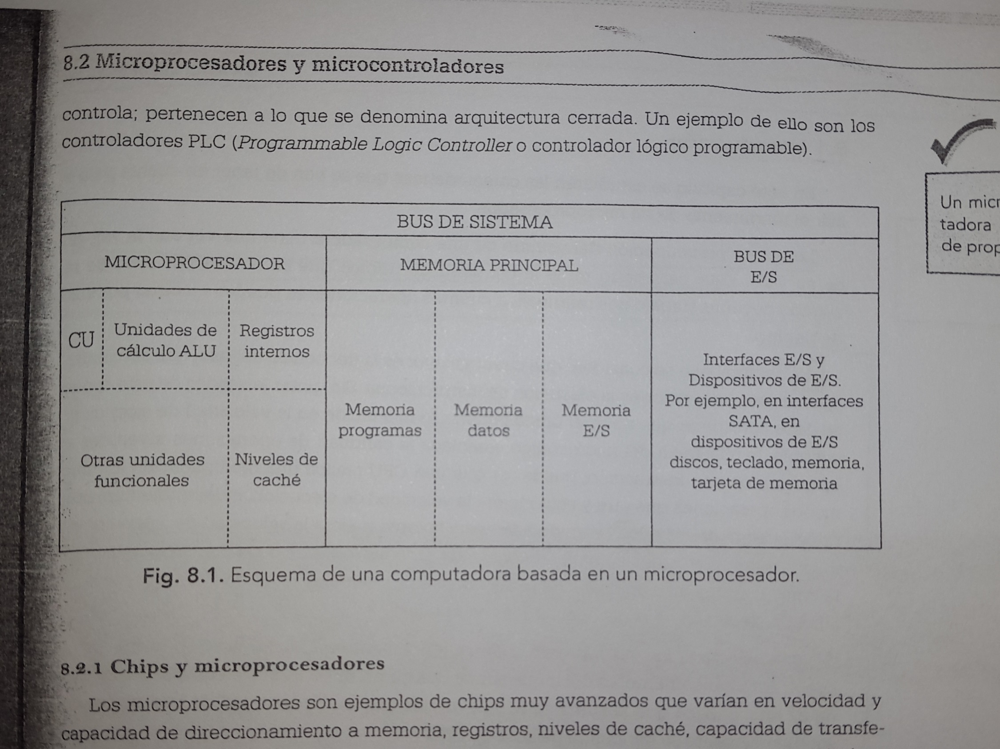 8.2 Microprocesadores y microcontroladores
controla; pertenecen a lo que se denomina arquitectura cerrada. Un ejemplo de ello son los
controladores PLC (Programmable Logic Controller o controlador lógico programable).
BUS DE SISTEMA
MICROPROCESADOR
MEMORIA PRINCIPAL
BUS DE
E/S
CU
Unidades de
cálculo ALU
Registros
internos
Otras unidades
funcionales
Niveles de
caché
Memoria
programas
Memoria
datos
Memoria
E/S
Interfaces E/S y
Dispositivos de E/S.
Por ejemplo, en interfaces
SATA, en
dispositivos de E/S
discos, teclado, memoria,
tarjeta de memoria
Fig. 8.1. Esquema de una computadora basada en un microprocesador.
Un micr
tadora
de prop
8.2.1 Chips y microprocesadores
Los microprocesadores son ejemplos de chips muy avanzados que varían en velocidad y
capacidad de direccionamiento a memoria, registros, niveles de caché, capacidad de transfe-